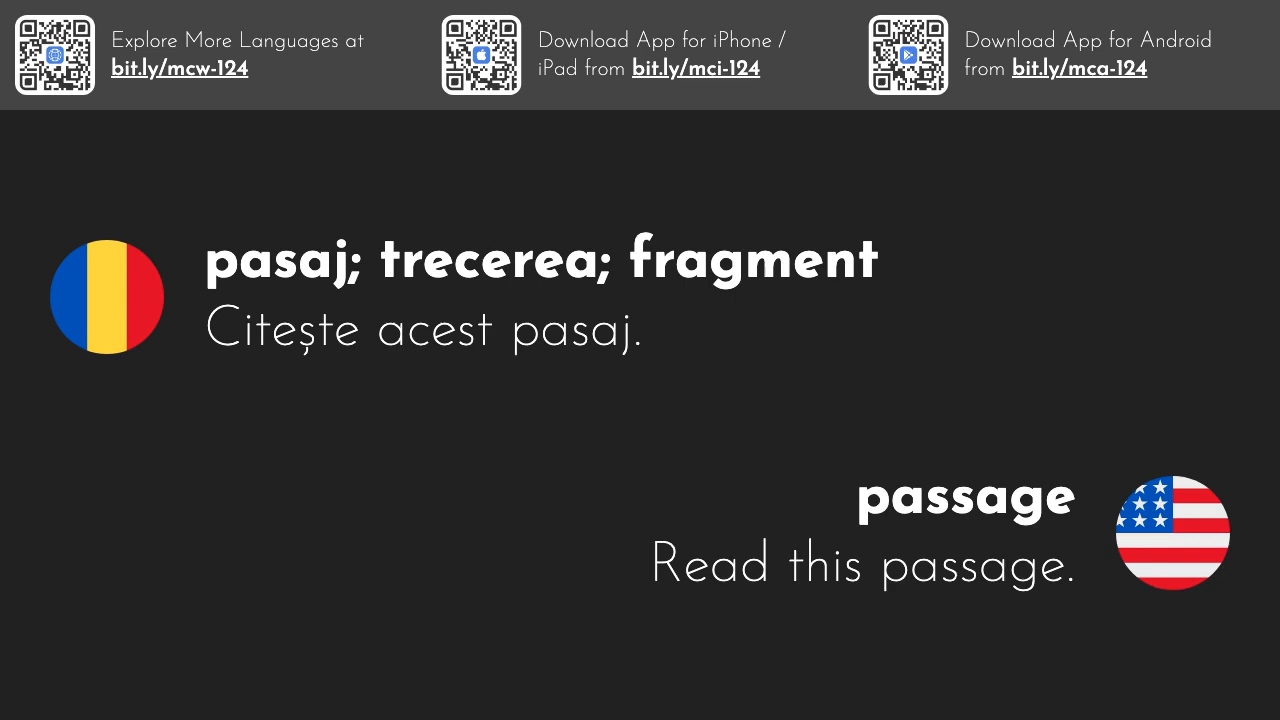 Explore More Languages at
bit.ly/mcw-124
Download App for iPhone /
iPad from bit.ly/mci-124
Download App for Android
from bit.ly/mca-124
pasaj; trecerea; fragment
Citește acest pasaj.
passage
Read this passage.